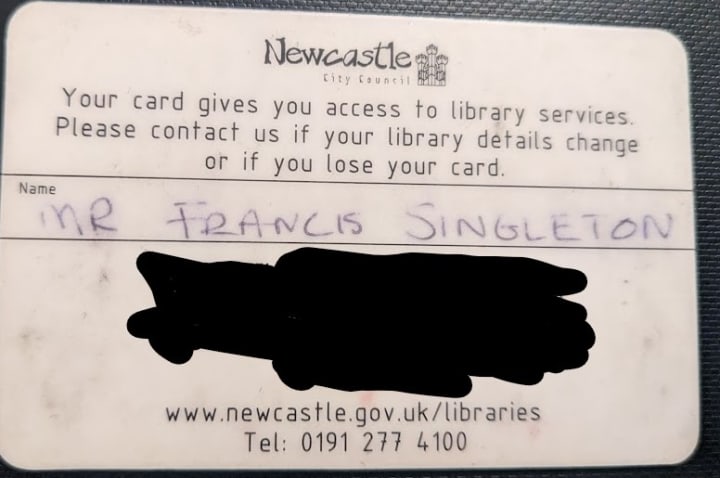 Newcastle
City Council
Your card gives you access to library services.
Please contact us if your library details change
or if you lose your card.
Name
MR FRANCIS SINGLETON
www.newcastle.gov.uk/libraries
Tel: 0191 277 4100